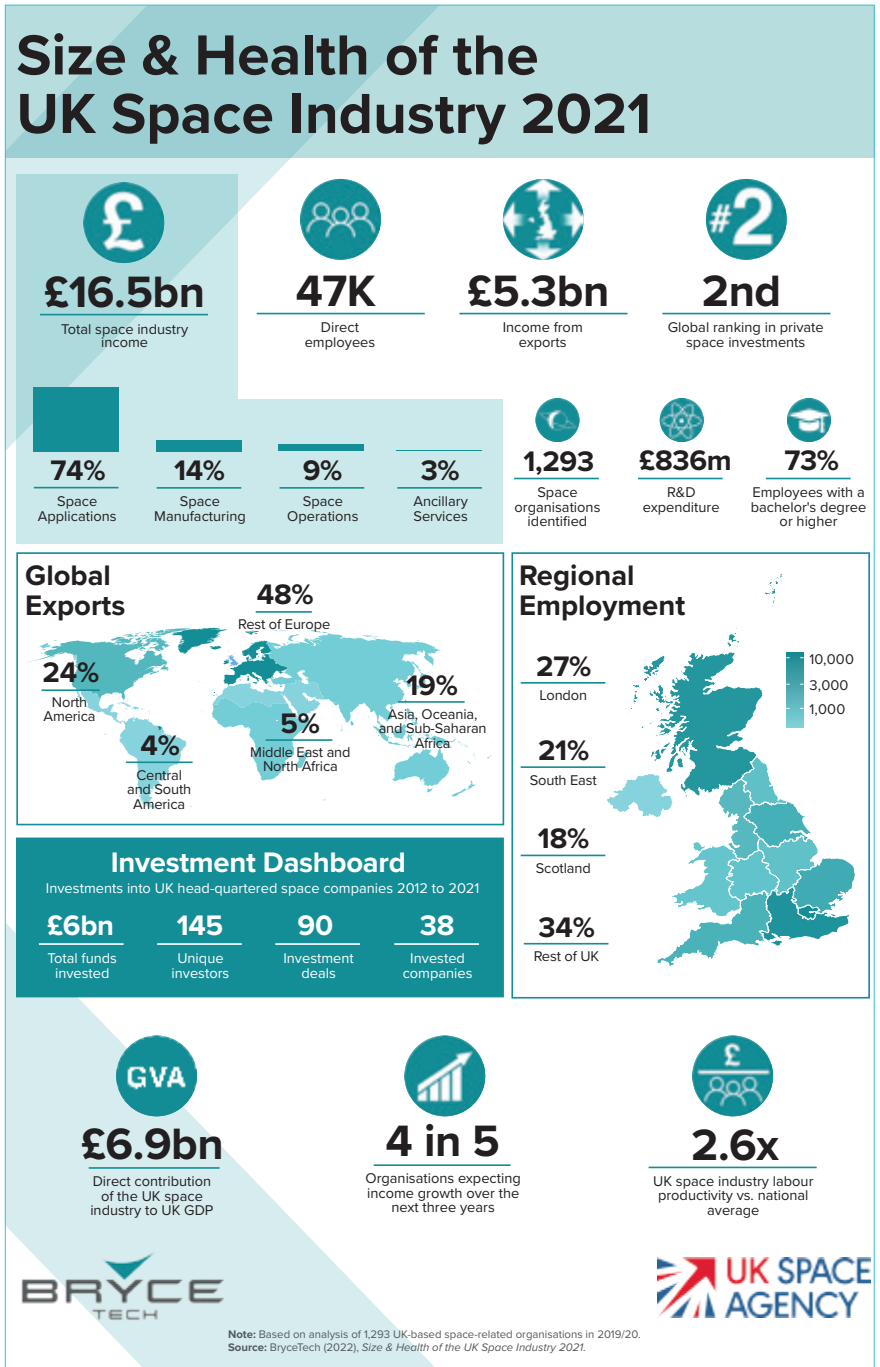 Size & Health of the
UK Space Industry 2021
£
#2
£16.5bn
Total space industry
income
47K
Direct
employees
£5.3bn
Income from
exports
2nd
Global ranking in private
space investments
74%
Space
Applications
14%
Space
Manufacturing
9%
Space
Operations
3%
Ancillary
Services
1,293
Space
organisations
identified
£836m
R&D
expenditure
73%
Employees with a
bachelor's degree
or higher
Global
Exports
48%
Rest of Europe
24%
North
America
19%
Asia, Oceania,
and Sub-Saharan
Africa
5%
Middle East and
North Africa
4%
Central
and South
America
Regional
Employment
27%
London
21%
South East
18%
Scotland
34%
Rest of UK
10,000
3,000
1,000
Investment Dashboard
Investments into UK head-quartered space companies 2012 to 2021
£6bn
Total funds
invested
145
Unique
investors
90
Investment
deals
38
Invested
companies
GVA
£6.9bn
Direct contribution
of the UK space
industry to UK GDP
4 in 5
Organisations expecting
income growth over the
next three years
£
2.6x
UK space industry labour
productivity vs. national
average
BRYCE
TECH
UK SPACE
AGENCY
Note: Based on analysis of 1,293 UK-based space-related organisations in 2019/20.
Source: BryceTech (2022), Size & Health of the UK Space Industry 2021.